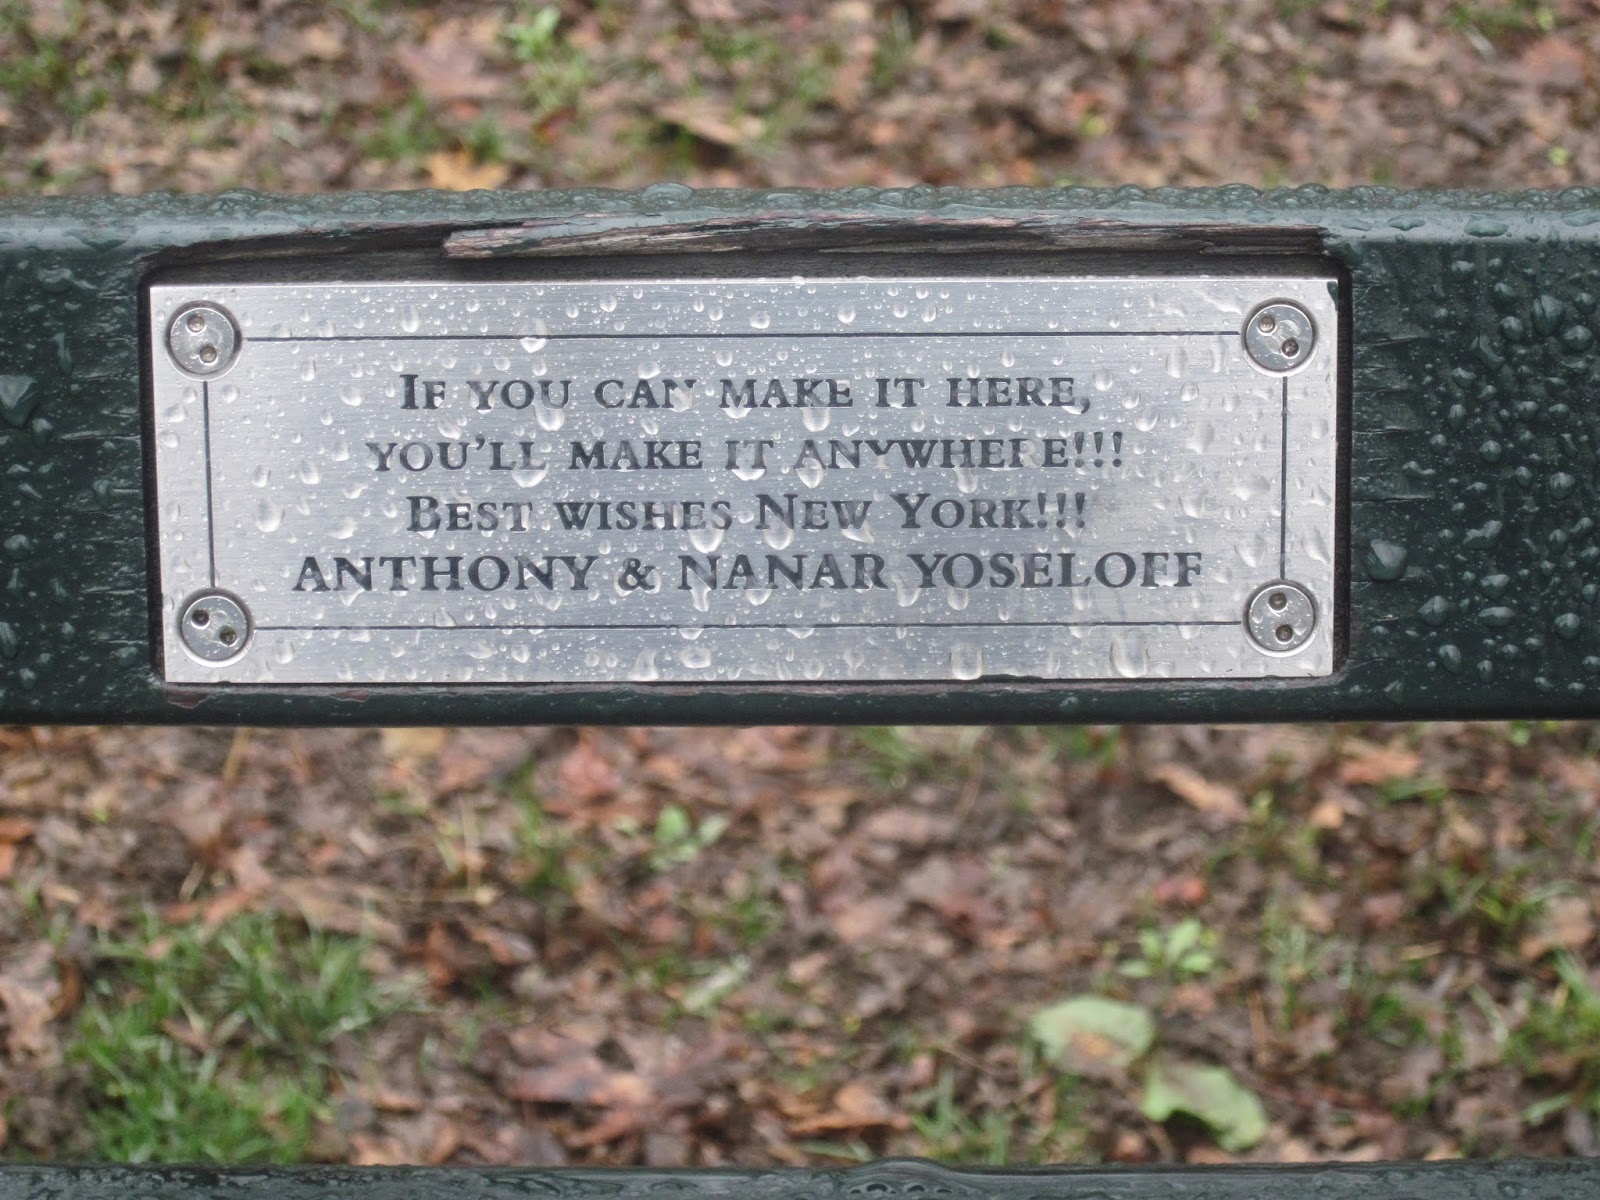 If you can make it here,
you'll make it anywhere!!!
Best wishes New York!!!
ANTHONY & NANAR YOSELOFF